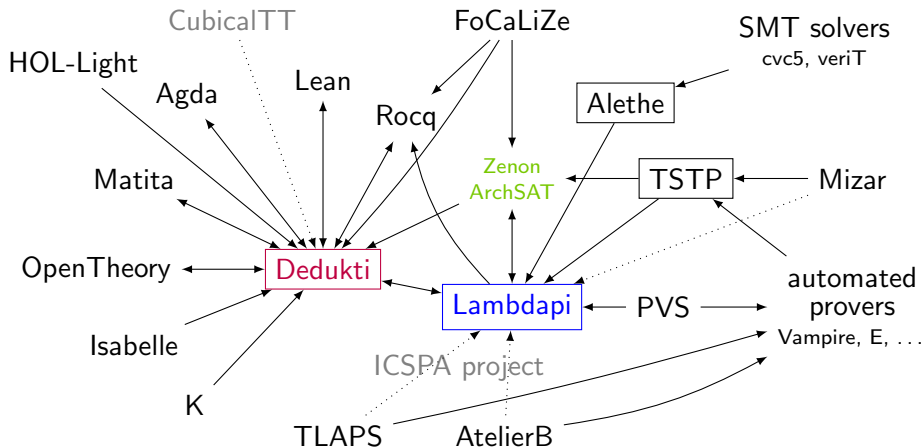 CubicalTT
FoCaLiZe
SMT solvers
cvc5, veriT
HOL-Light
Agda
Lean
Rocq
Alethe
Matita
Zenon
ArchSAT
TSTP
Mizar
OpenTheory
Dedukti
Lambdapi
PVS
automated
provers
Vampire, E, ...
Isabelle
ICSPA project
K
TLAPS
AtelierB